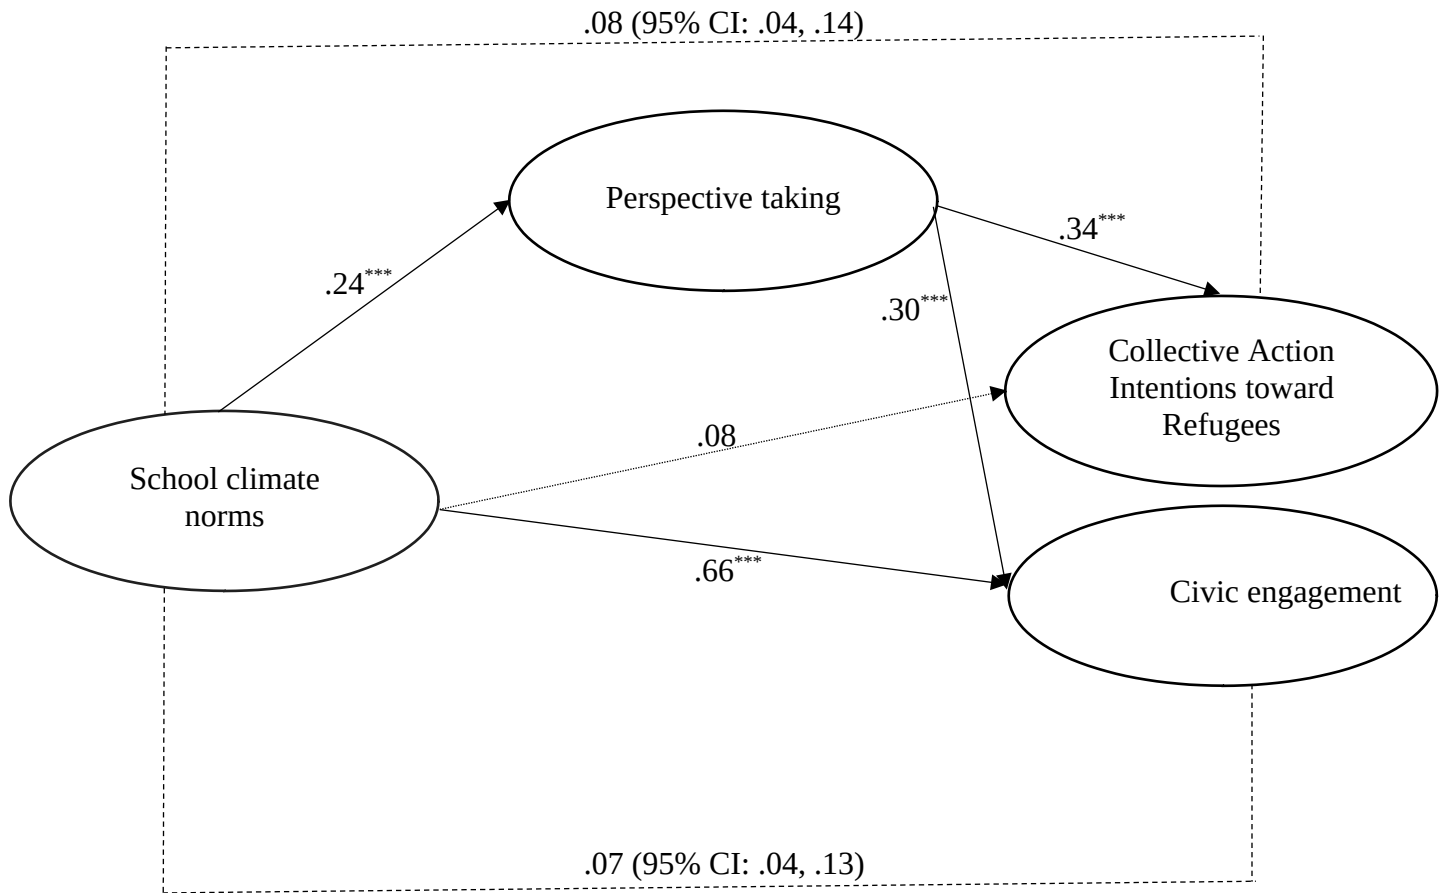 .08 (95% CI: .04, .14)
Perspective taking
.34***
.24***
.30***
Collective Action
Intentions toward
Refugees
.08
School climate
norms
.66***
Civic engagement
.07 (95% CI: .04, .13)